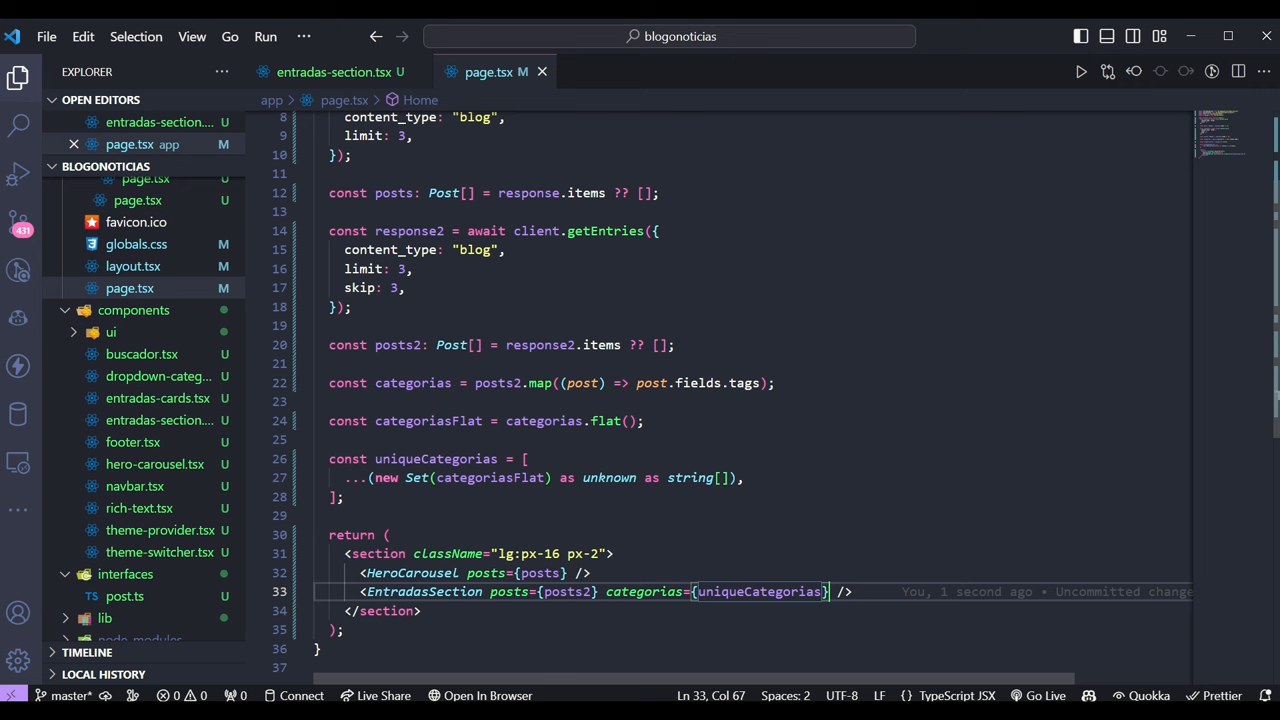 File Edit Selection View Go Run ··· blogonoticias
EXPLORER ···
entradas-section.tsx U
page.tsx M
OPEN EDITORS
entradas-section.... U
page.tsx app M
BLOGONOTICIAS
page.tsx U
page.tsx U
favicon.ico
globals.css M
layout.tsx M
page.tsx M
components
ui
buscador.tsx U
dropdown-categ... U
entradas-cards.tsx U
entradas-section.... U
footer.tsx U
hero-carousel.tsx U
navbar.tsx U
rich-text.tsx U
theme-provider.tsx U
theme-switcher.tsx U
interfaces
post.ts U
lib
node_modules
TIMELINE
LOCAL HISTORY
431
app > page.tsx > Home
8 content_type: "blog",
9 limit: 3,
10 });
11
12 const posts: Post[] = response.items ?? [];
13
14 const response2 = await client.getEntries({
15 content_type: "blog",
16 limit: 3,
17 skip: 3,
18 });
19
20 const posts2: Post[] = response2.items ?? [];
21
22 const categorias = posts2.map((post) => post.fields.tags);
23
24 const categoriasFlat = categorias.flat();
25
26 const uniqueCategorias = [
27 ...(new Set(categoriasFlat) as unknown as string[]),
28 ];
29
30 return (
31 <section className="lg:px-16 px-2">
32 <HeroCarousel posts={posts} />
33 <EntradasSection posts={posts2} categorias={uniqueCategorias} /> You, 1 second ago • Uncommitted change
34 </section>
35 );
36 }
37
master* 0 0 0 Connect Live Share Open In Browser Ln 33, Col 67 Spaces: 2 UTF-8 LF {} TypeScript JSX Go Live Quokka Prettier